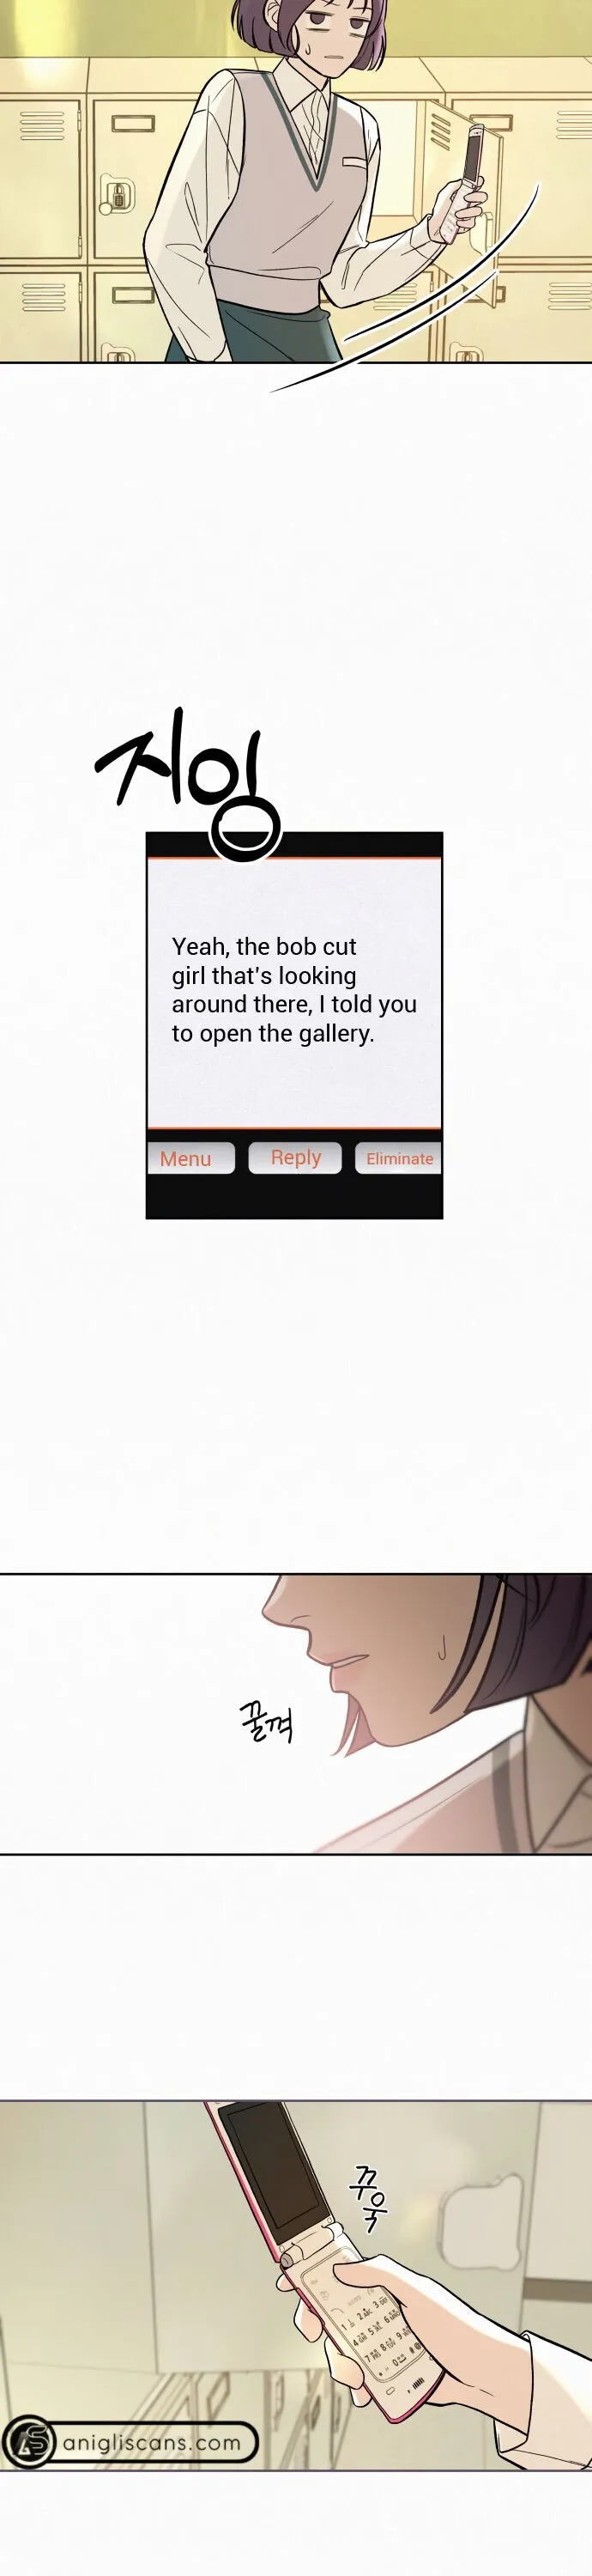 지잉
Yeah, the bob cut
girl that's looking
around there, I told you
to open the gallery.
Menu Reply Eliminate
꿀꺽
꾸욱
anigliscans.com